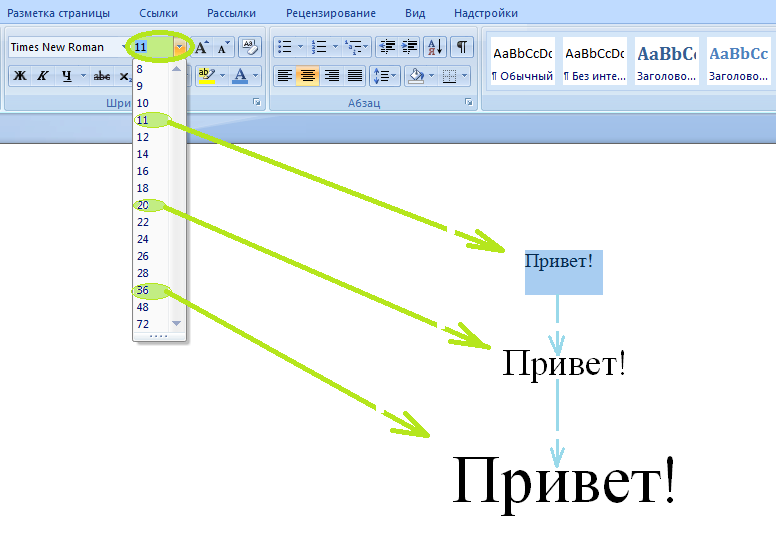 Разметка страницы Ссылки Рассылки Рецензирование Вид Надстройки
Times New Roman 11 A A Aa
AaBbCcDc AaBbCcDc AaBbCc AaBbCc
Ж К Ч abc x₂ ab A
¶ Обычный ¶ Без инте... Заголово... Заголово...
Шри Абзац
8
9
10
11
12
14
16
18
20
22
24
26
28
36
48
72
Привет!
Привет!
Привет!